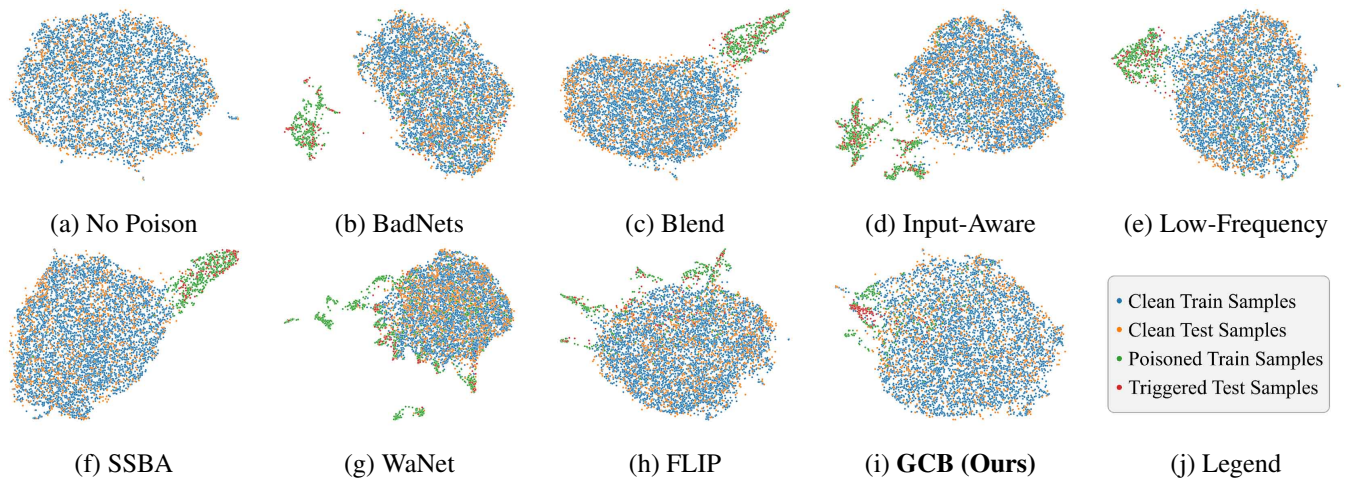 (a) No Poison
(b) BadNets
(c) Blend
(d) Input-Aware
(e) Low-Frequency
Clean Train Samples
Clean Test Samples
Poisoned Train Samples
Triggered Test Samples
(f) SSBA
(g) WaNet
(h) FLIP
(i) GCB (Ours)
(j) Legend